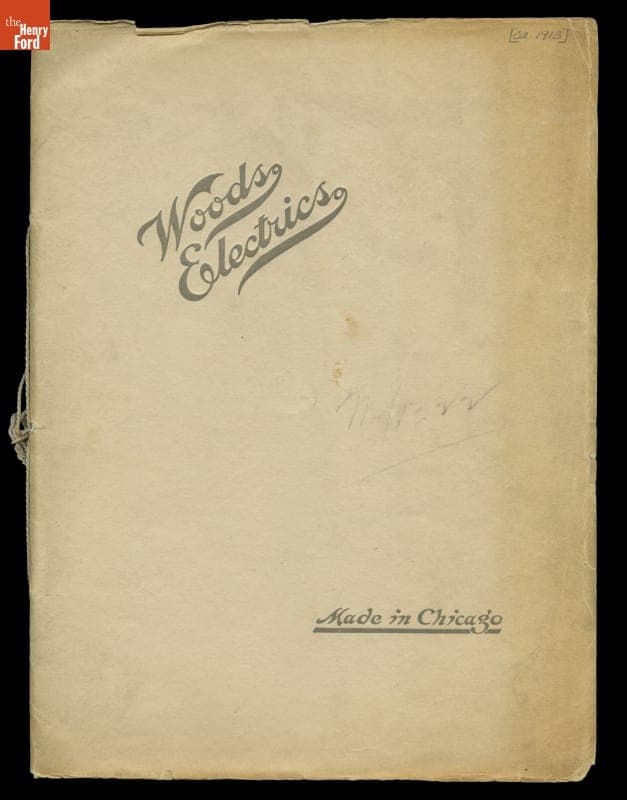 the
Henry
Ford
[ca 1913]
Woods
Electrics
Made in Chicago